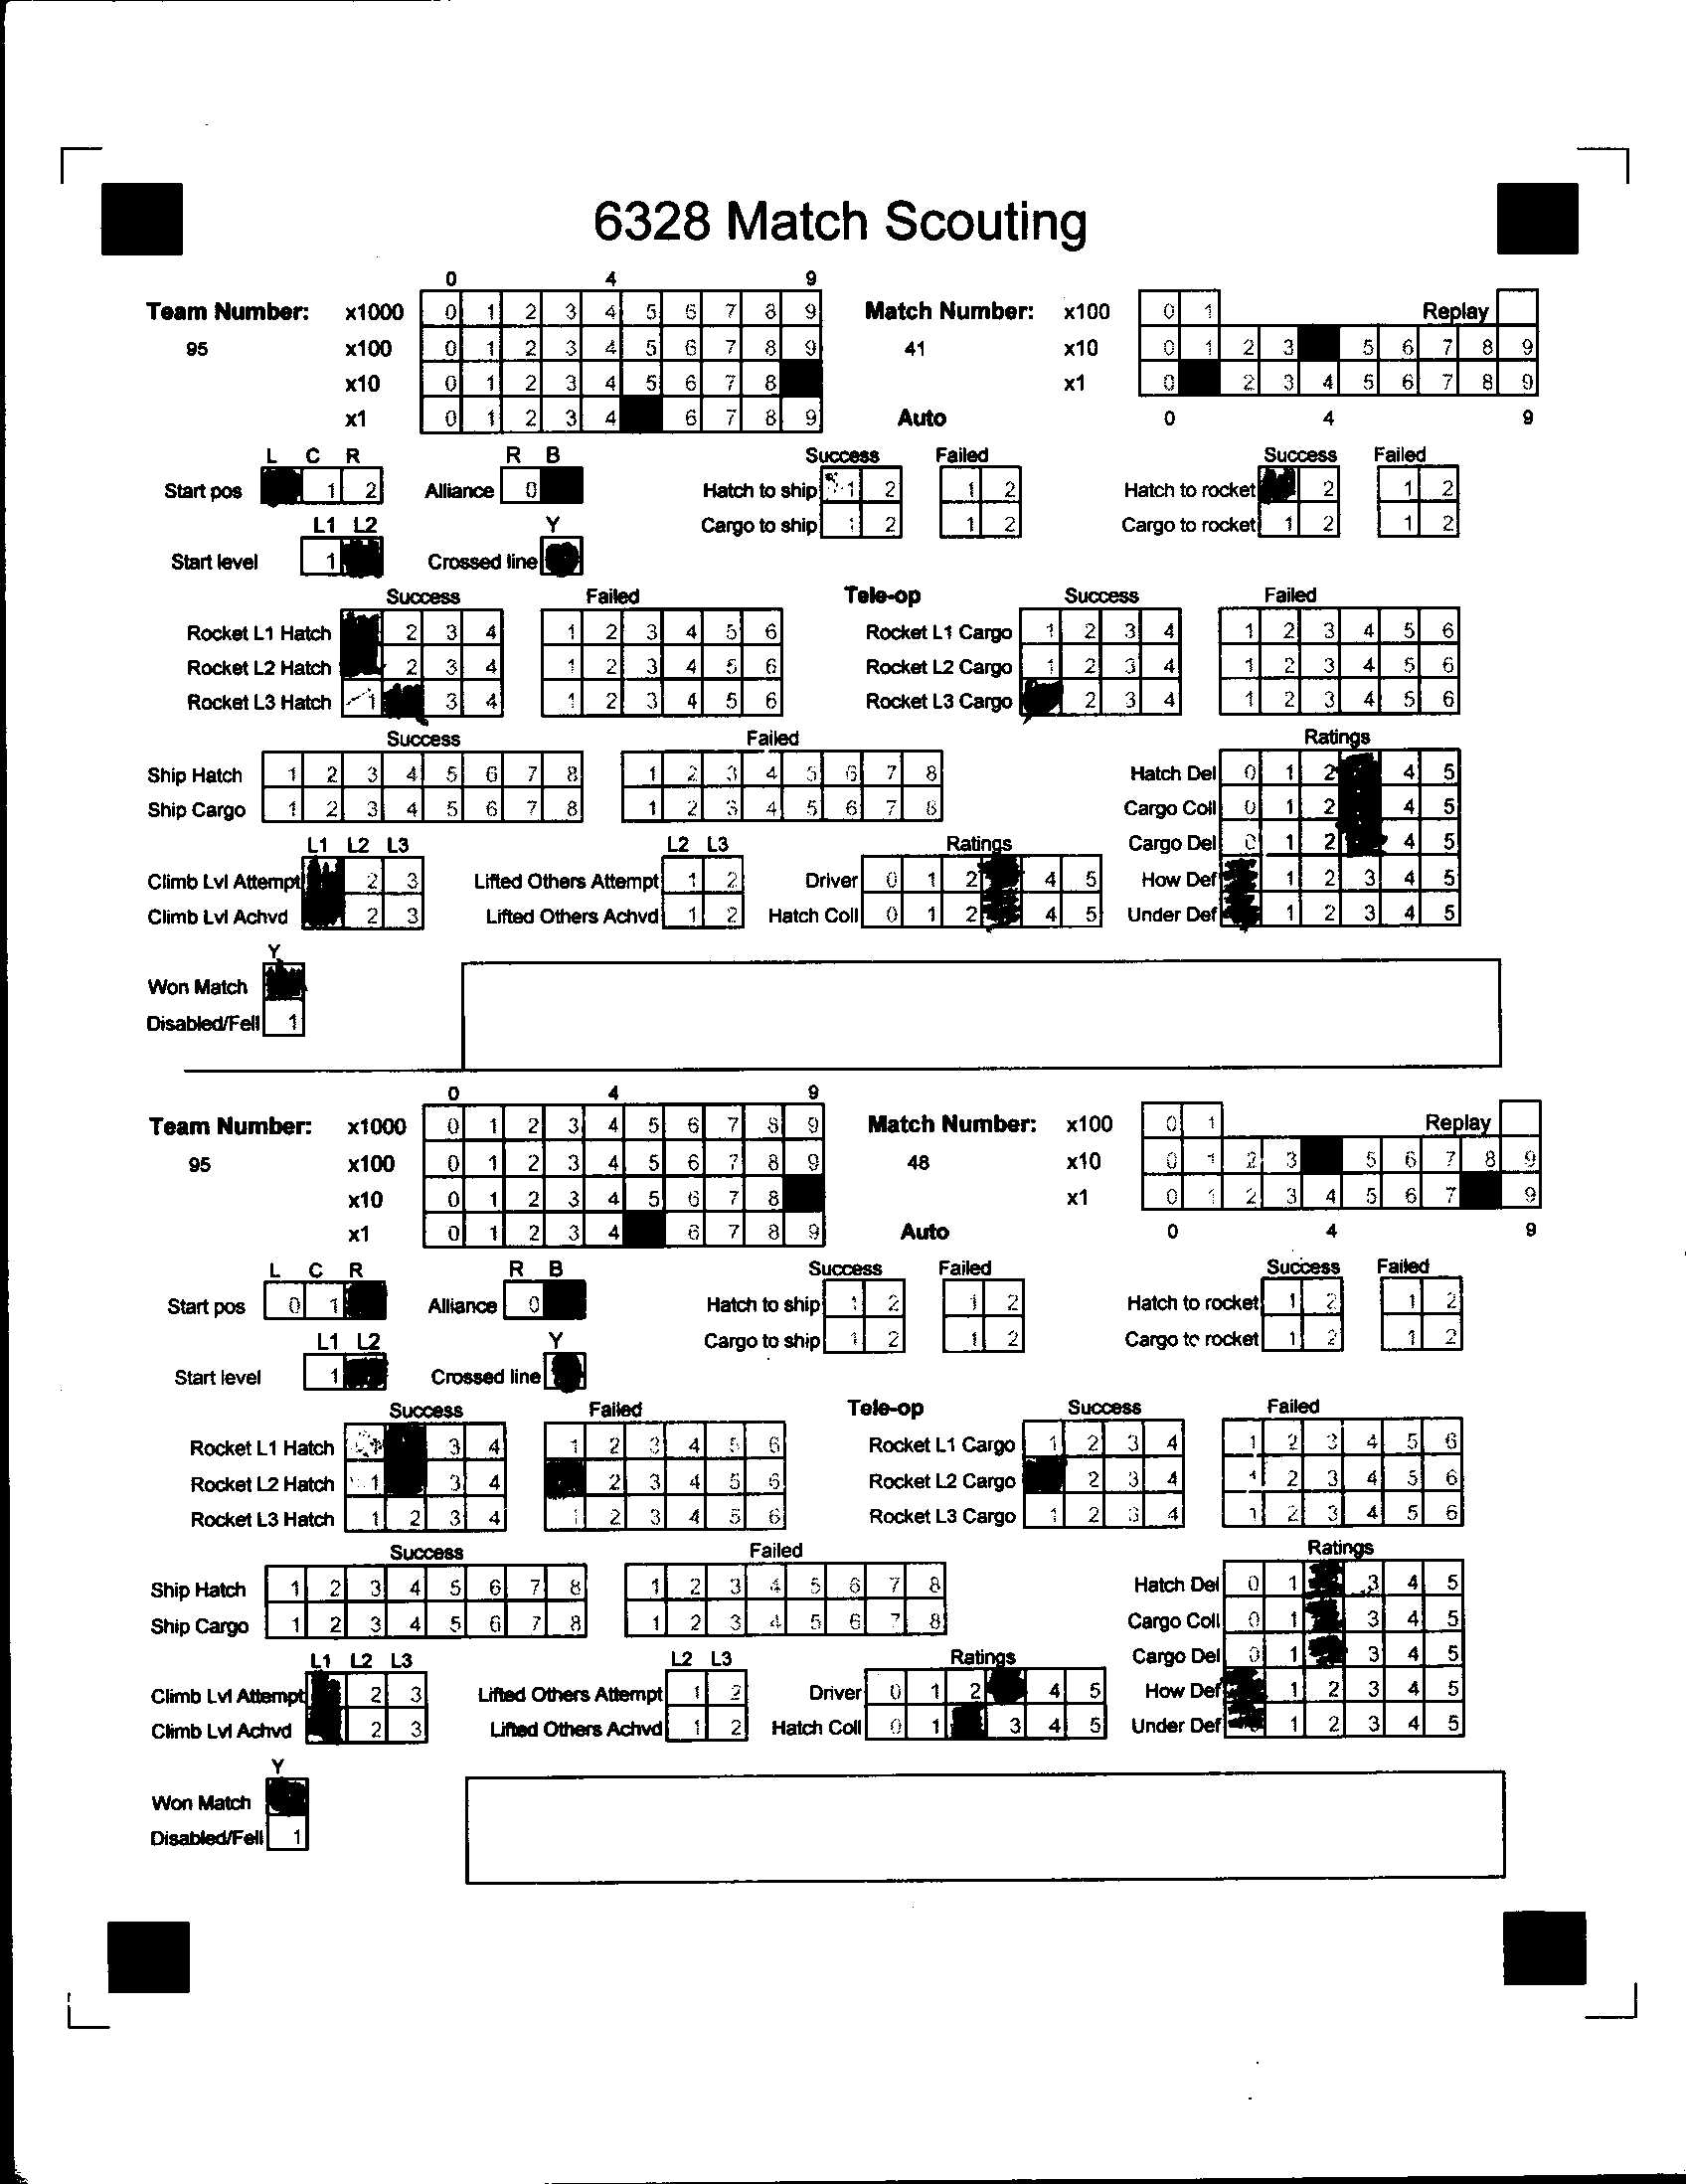 6328 Match Scouting
0 4 9
Team Number: x1000 0 1 2 3 4 5 6 7 8 9 Match Number: x100 0 1 Replay
95 x100 0 1 2 3 4 5 6 7 8 9 41 x10 0 1 2 3 5 6 7 8 9
x10 0 1 2 3 4 5 6 7 8 x1 0 2 3 4 5 6 7 8 9
x1 0 1 2 3 4 6 7 8 9 Auto 0 4 9
L C R R B Success Failed Success Failed
Start pos 1 2 Alliance 0 Hatch to ship 1 2 1 2 Hatch to rocket 2 1 2
L1 L2 Y Cargo to ship 1 2 1 2 Cargo to rocket 1 2 1 2
Start level 1 Crossed line
Success Failed Tele-op Success Failed
Rocket L1 Hatch 2 3 4 1 2 3 4 5 6 Rocket L1 Cargo 1 2 3 4 1 2 3 4 5 6
Rocket L2 Hatch 2 3 4 1 2 3 4 5 6 Rocket L2 Cargo 1 2 3 4 1 2 3 4 5 6
Rocket L3 Hatch 1 3 4 1 2 3 4 5 6 Rocket L3 Cargo 2 3 4 1 2 3 4 5 6
Success Failed Ratings
Ship Hatch 1 2 3 4 5 6 7 8 1 2 3 4 5 6 7 8 Hatch Del 0 1 2 4 5
Ship Cargo 1 2 3 4 5 6 7 8 1 2 3 4 5 6 7 8 Cargo Coll 0 1 2 4 5
L1 L2 L3 L2 L3 Ratings Cargo Del 0 1 2 4 5
Climb Lvl Attempt 2 3 Lifted Others Attempt 1 2 Driver 0 1 2 4 5 How Def 1 2 3 4 5
Climb Lvl Achvd 2 3 Lifted Others Achvd 1 2 Hatch Coll 0 1 2 4 5 Under Def 1 2 3 4 5
Y
Won Match
Disabled/Fell 1
0 4 9
Team Number: x1000 0 1 2 3 4 5 6 7 8 9 Match Number: x100 0 1 Replay
95 x100 0 1 2 3 4 5 6 7 8 9 48 x10 0 1 2 3 5 6 7 8 9
x10 0 1 2 3 4 5 6 7 8 x1 0 1 2 3 4 5 6 7 9
x1 0 1 2 3 4 6 7 8 9 Auto 0 4 9
L C R R B Success Failed Success Failed
Start pos 0 1 Alliance 0 Hatch to ship 1 2 1 2 Hatch to rocket 1 2 1 2
L1 L2 Y Cargo to ship 1 2 1 2 Cargo to rocket 1 2 1 2
Start level 1 Crossed line
Success Failed Tele-op Success Failed
Rocket L1 Hatch 3 4 1 2 3 4 5 6 Rocket L1 Cargo 1 2 3 4 1 2 3 4 5 6
Rocket L2 Hatch 1 3 4 2 3 4 5 6 Rocket L2 Cargo 2 3 4 1 2 3 4 5 6
Rocket L3 Hatch 1 2 3 4 1 2 3 4 5 6 Rocket L3 Cargo 1 2 3 4 1 2 3 4 5 6
Success Failed Ratings
Ship Hatch 1 2 3 4 5 6 7 8 1 2 3 4 5 6 7 8 Hatch Del 0 1 3 4 5
Ship Cargo 1 2 3 4 5 6 7 8 1 2 3 4 5 6 7 8 Cargo Coll 0 1 3 4 5
L1 L2 L3 L2 L3 Ratings Cargo Del 0 1 3 4 5
Climb Lvl Attempt 2 3 Lifted Others Attempt 1 2 Driver 0 1 2 4 5 How Def 1 2 3 4 5
Climb Lvl Achvd 2 3 Lifted Others Achvd 1 2 Hatch Coll 0 1 3 4 5 Under Def 1 2 3 4 5
Y
Won Match
Disabled/Fell 1